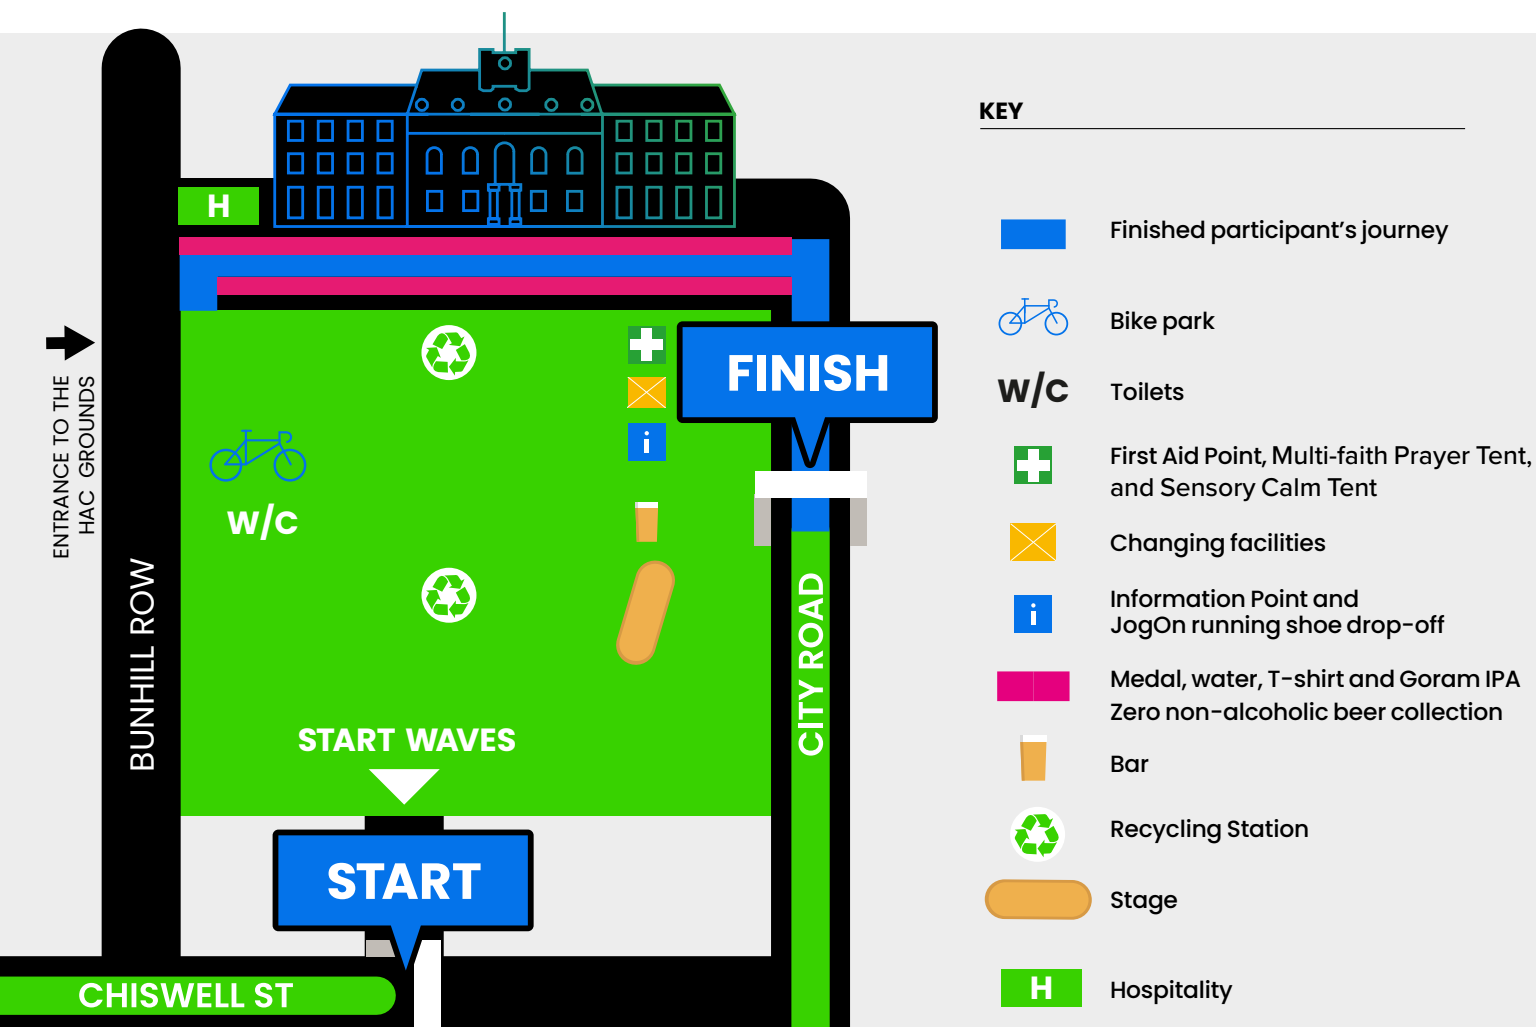 H
FINISH
ENTRANCE TO THE
HAC GROUNDS
i
W/C
BUNHILL ROW
CITY ROAD
START WAVES
START
CHISWELL ST
KEY
Finished participant's journey
Bike park
W/C
Toilets
First Aid Point, Multi-faith Prayer Tent,
and Sensory Calm Tent
Changing facilities
i
Information Point and
JogOn running shoe drop-off
Medal, water, T-shirt and Goram IPA
Zero non-alcoholic beer collection
Bar
Recycling Station
Stage
H
Hospitality